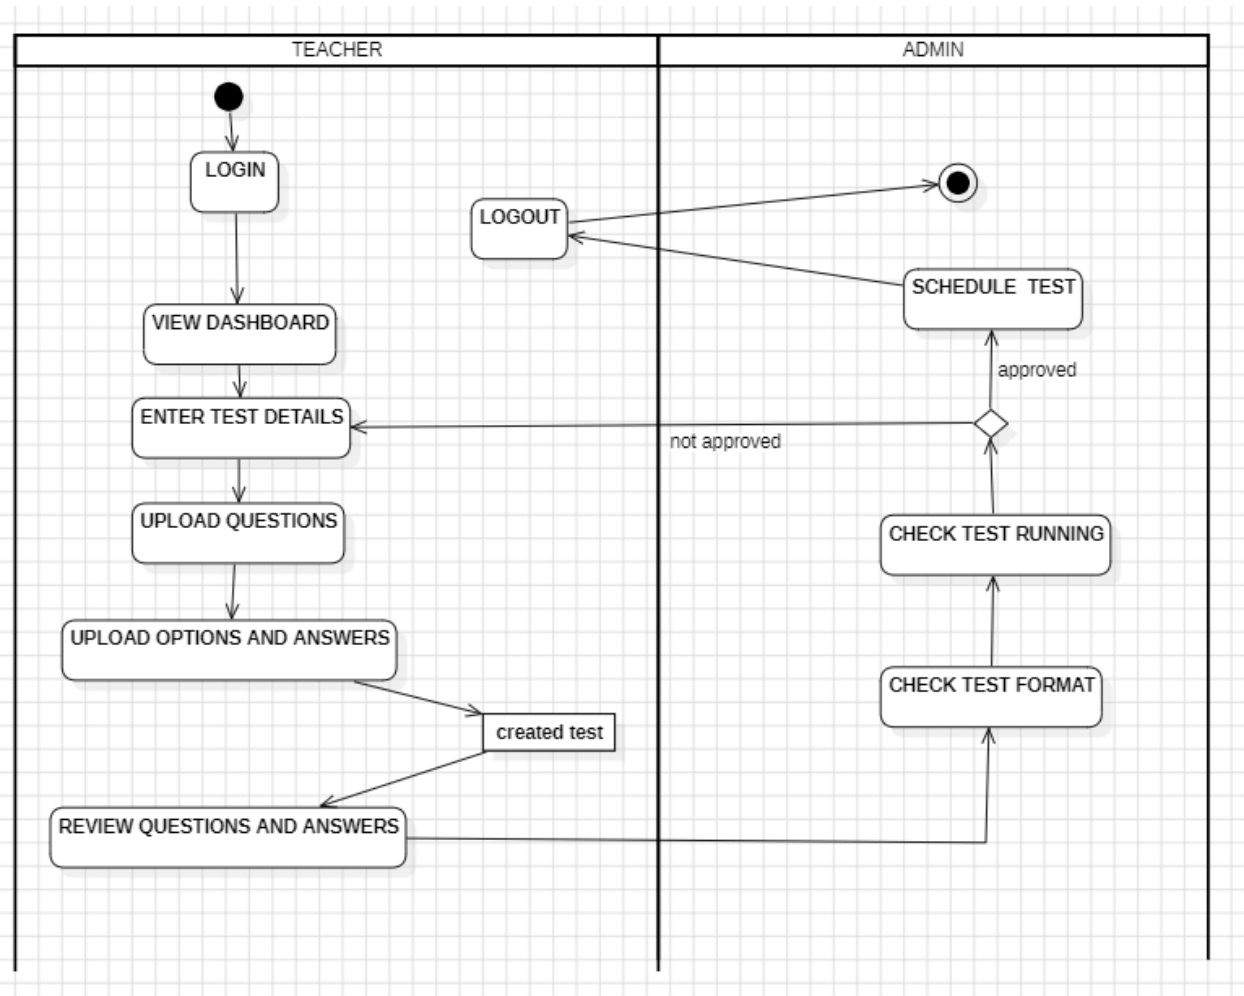 TEACHER
ADMIN
LOGIN
LOGOUT
SCHEDULE  TEST
VIEW DASHBOARD
approved
ENTER TEST DETAILS
not approved
UPLOAD QUESTIONS
CHECK TEST RUNNING
UPLOAD OPTIONS AND ANSWERS
CHECK TEST FORMAT
created test
REVIEW QUESTIONS AND ANSWERS